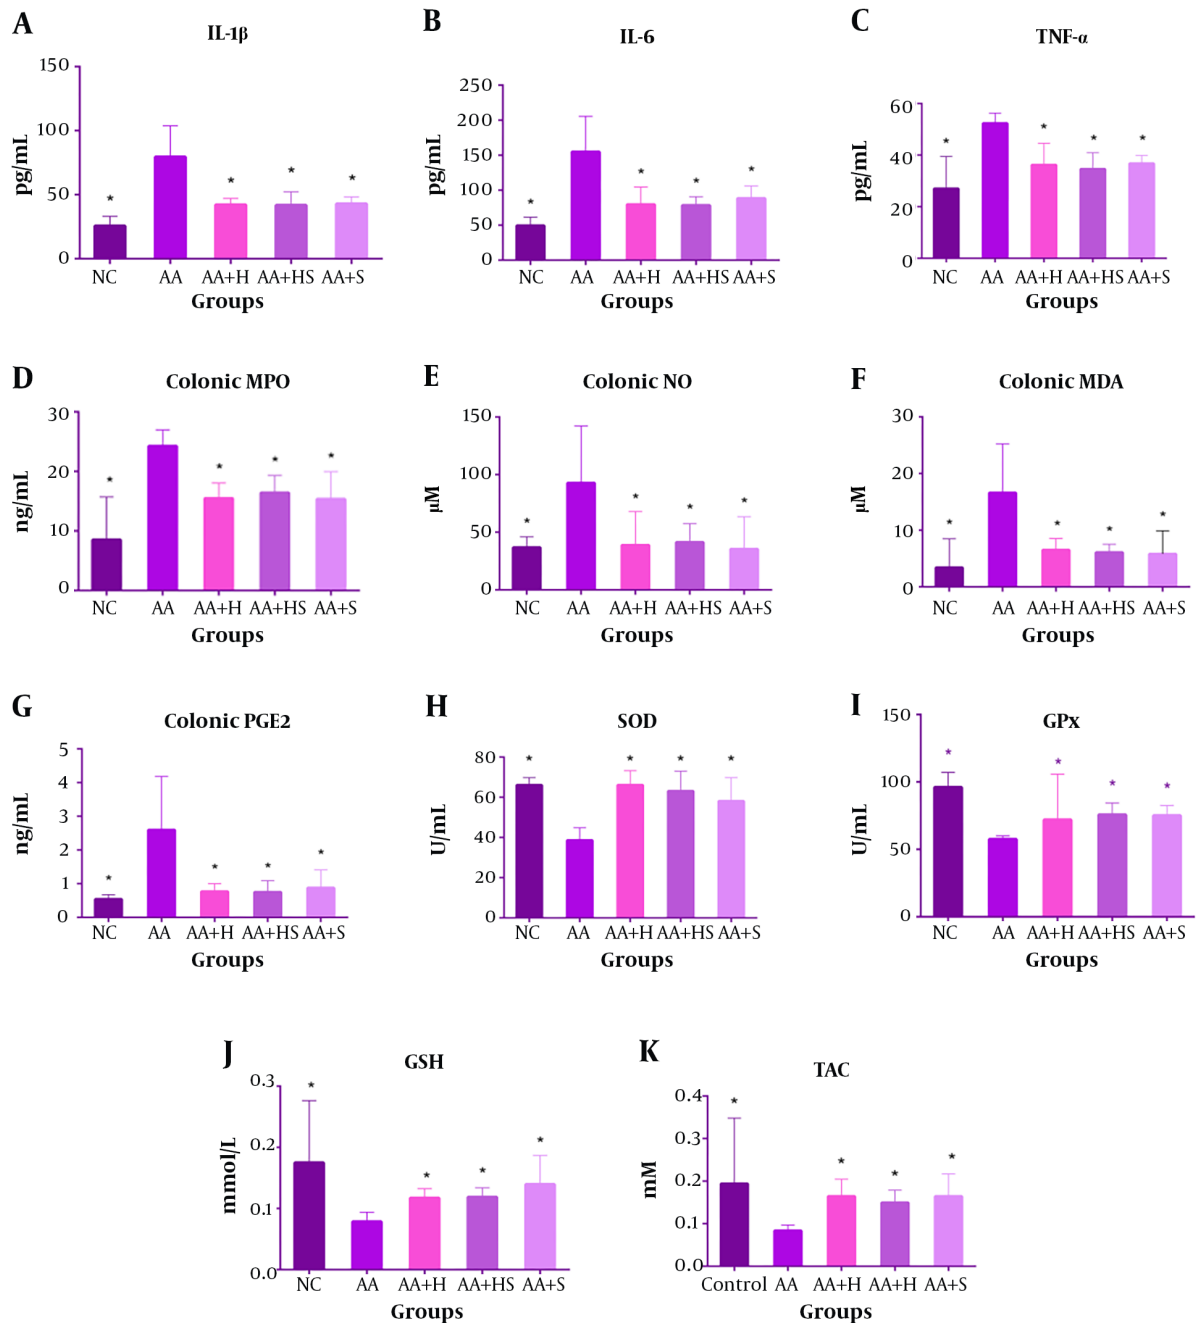 A
IL-1β
150
100
50
0
pg/mL
*
*
*
*
NC AA AA+H AA+HS AA+S
Groups
B
IL-6
250
200
150
100
50
0
pg/mL
*
*
*
*
NC AA AA+H AA+HS AA+S
Groups
C
TNF-α
60
40
20
0
pg/mL
*
*
*
*
NC AA AA+H AA+HS AA+S
Groups
D
Colonic MPO
30
20
10
0
ng/mL
*
*
*
*
NC AA AA+H AA+HS AA+S
Groups
E
Colonic NO
150
100
50
0
µM
*
*
*
*
NC AA AA+H AA+HS AA+S
Groups
F
Colonic MDA
30
20
10
0
µM
*
*
*
*
NC AA AA+H AA+HS AA+S
Groups
G
Colonic PGE2
5
4
3
2
1
0
ng/mL
*
*
*
*
NC AA AA+H AA+HS AA+S
Groups
H
SOD
80
60
40
20
0
U/mL
*
*
*
*
NC AA AA+H AA+HS AA+S
Groups
I
GPx
150
100
50
0
U/mL
*
*
*
*
NC AA AA+H AA+HS AA+S
Groups
J
GSH
0.3
0.2
0.1
0.0
mmol/L
*
*
*
*
NC AA AA+H AA+HS AA+S
Groups
K
TAC
0.4
0.3
0.2
0.1
0.0
mM
*
*
*
*
Control AA AA+H AA+H AA+S
Groups